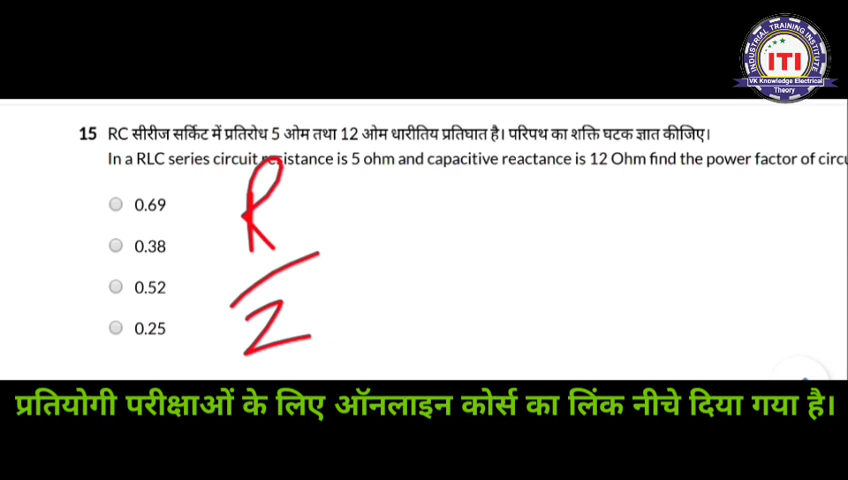 INDUSTRIAL TRAINING INSTITUTE
ITI
VK Knowledge Electrical
Theory
15 RC सीरीज सर्किट में प्रतिरोध 5 ओम तथा 12 ओम धारीतिय प्रतिघात है। परिपथ का शक्ति घटक ज्ञात कीजिए।
In a RLC series circuit resistance is 5 ohm and capacitive reactance is 12 Ohm find the power factor of circu
0.69
0.38
0.52
0.25
R
Z
प्रतियोगी परीक्षाओं के लिए ऑनलाइन कोर्स का लिंक नीचे दिया गया है।